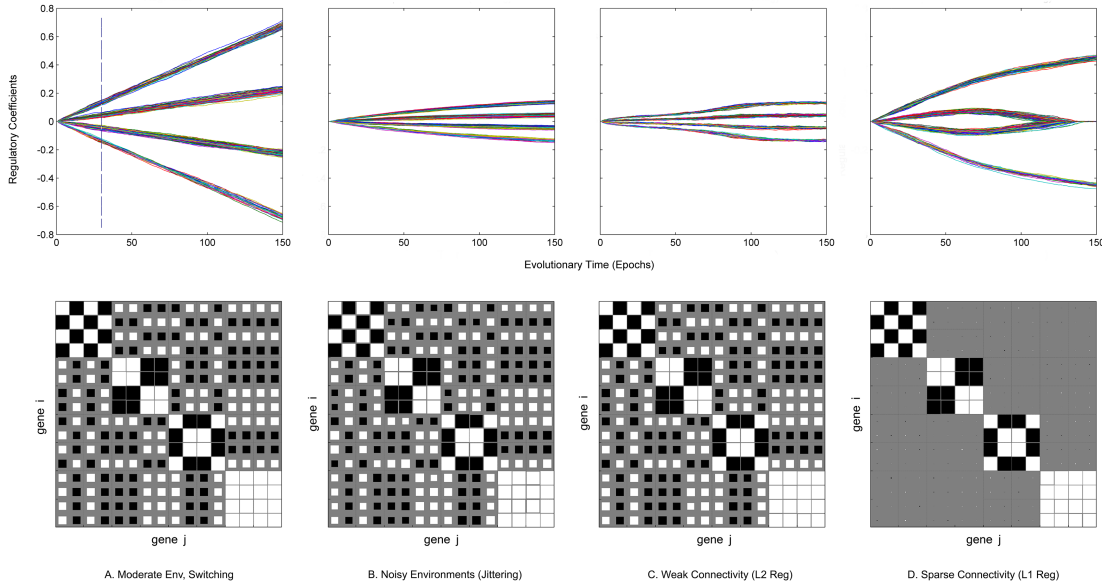 0.8
0.6
0.4
0.2
0
-0.2
-0.4
-0.6
-0.8
Regulatory Coefficients
0 50 100 150
0 50 100 150
0 50 100 150
0 50 100 150
Evolutionary Time (Epochs)
gene i
gene i
gene i
gene i
gene j
gene j
gene j
gene j
A. Moderate Env, Switching
B. Noisy Environments (Jittering)
C. Weak Connectivity (L2 Reg)
D. Sparse Connectivity (L1 Reg)